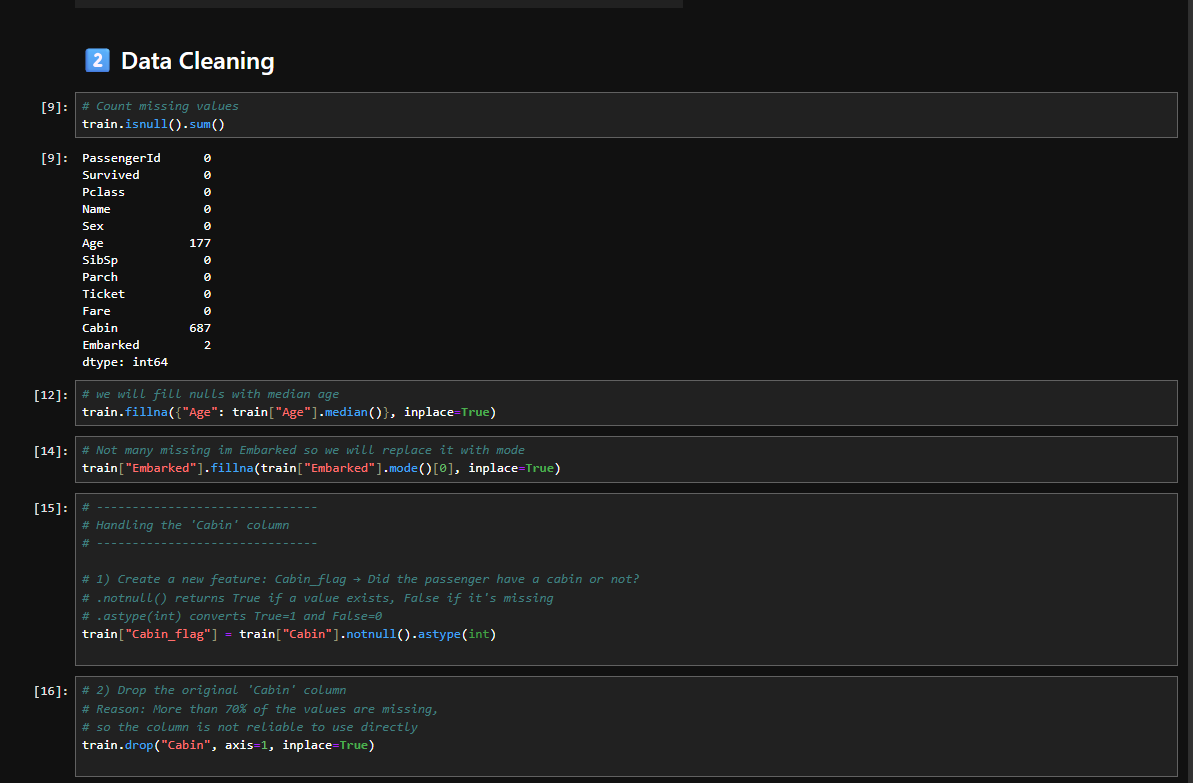 2 Data Cleaning
[9]: # Count missing values
train.isnull().sum()
[9]: PassengerId 0
Survived 0
Pclass 0
Name 0
Sex 0
Age 177
SibSp 0
Parch 0
Ticket 0
Fare 0
Cabin 687
Embarked 2
dtype: int64
[12]: # we will fill nulls with median age
train.fillna({"Age": train["Age"].median()}, inplace=True)
[14]: # Not many missing im Embarked so we will replace it with mode
train["Embarked"].fillna(train["Embarked"].mode()[0], inplace=True)
[15]: # -------------------------------
# Handling the 'Cabin' column
# -------------------------------
# 1) Create a new feature: Cabin_flag → Did the passenger have a cabin or not?
# .notnull() returns True if a value exists, False if it's missing
# .astype(int) converts True=1 and False=0
train["Cabin_flag"] = train["Cabin"].notnull().astype(int)
[16]: # 2) Drop the original 'Cabin' column
# Reason: More than 70% of the values are missing,
# so the column is not reliable to use directly
train.drop("Cabin", axis=1, inplace=True)